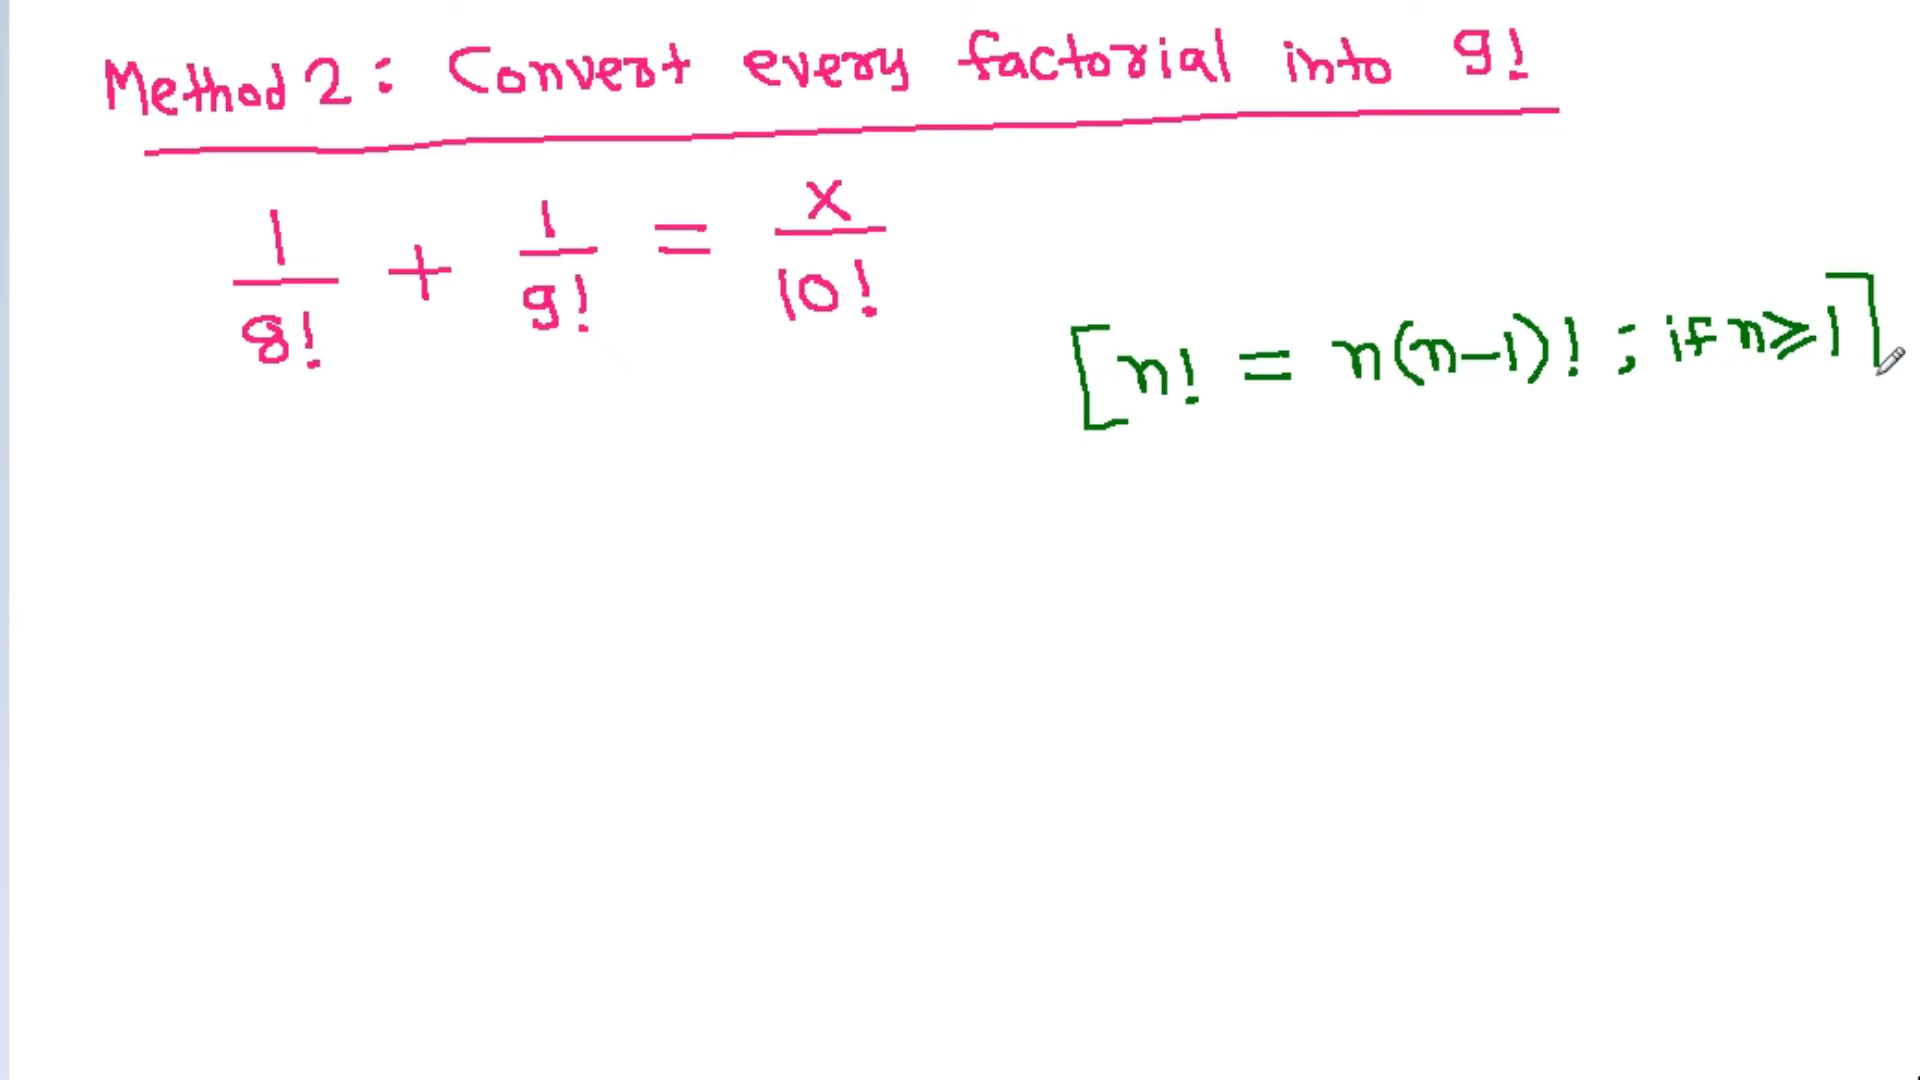 Method 2: Convert every factorial into 9!
1/8! + 1/9! = x/10!
[n! = n(n-1)! ; if n≥1]